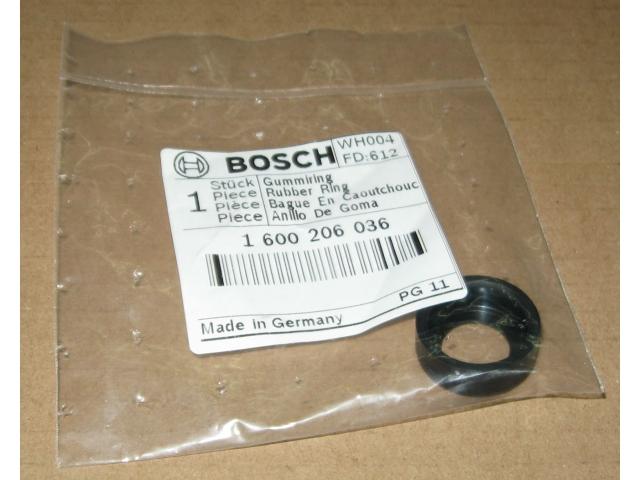 BOSCH
WH004
FD:612
1
Stück Gummiring
Piece Rubber Ring
Pièce Bague En Caoutchouc
Piece Anillo De Goma
1 600 206 036
PG 11
Made in Germany